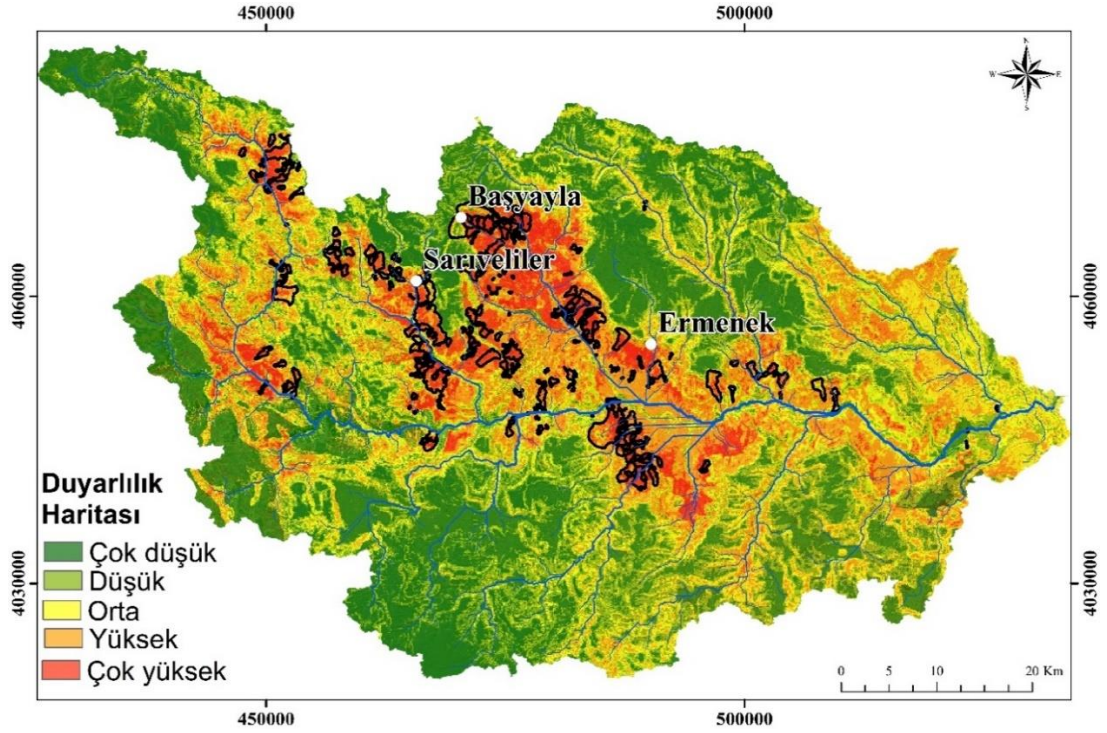 450000
500000
N
W
E
S
Başyayla
Sarıveliler
Ermenek
4060000
4060000
4030000
4030000
Duyarlılık
Haritası
Çok düşük
Düşük
Orta
Yüksek
Çok yüksek
0 5 10 20 Km
450000
500000